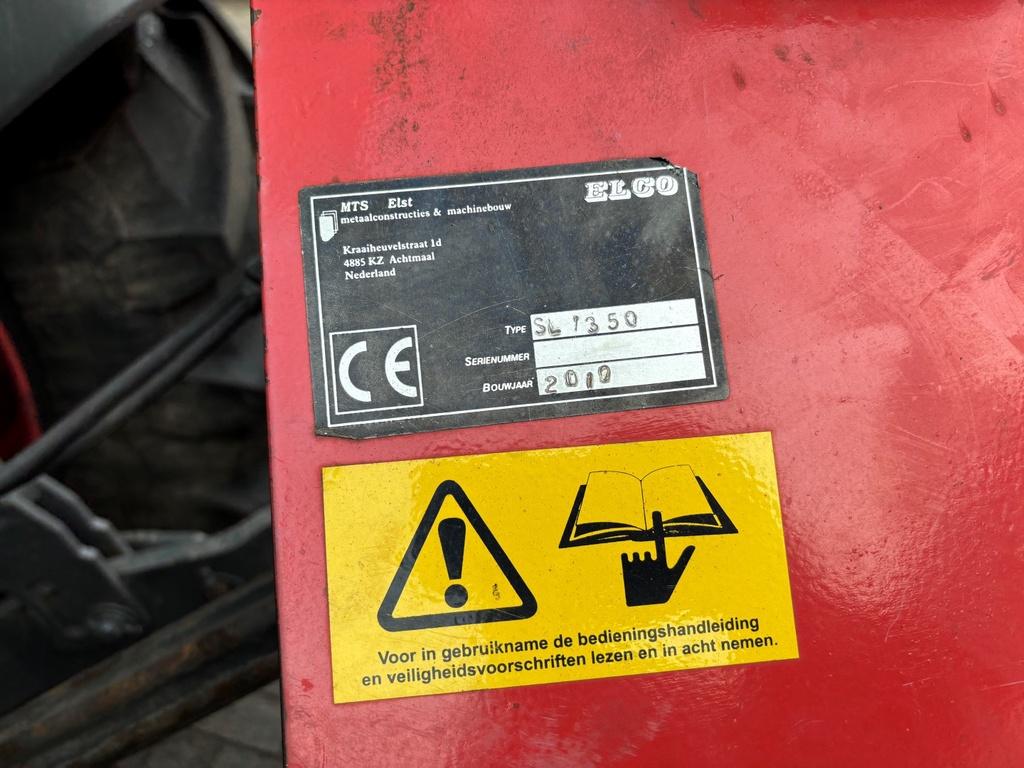 MTS Elst
ELCO
metaalconstructies & machinebouw
Kraaiheuvelstraat 1d
4885 KZ Achtmaal
Nederland
CE
TYPE SL 1350
SERIENUMMER
BOUWJAAR 2010
Voor in gebruikname de bedieningshandleiding
en veiligheidsvoorschriften lezen en in acht nemen.